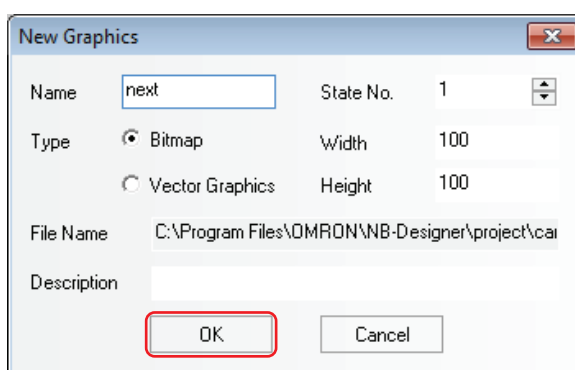 New Graphics
Name next State No. 1
Type Bitmap Width 100
Vector Graphics Height 100
File Name C:\Program Files\OMRON\NB-Designer\project\cai
Description
OK Cancel